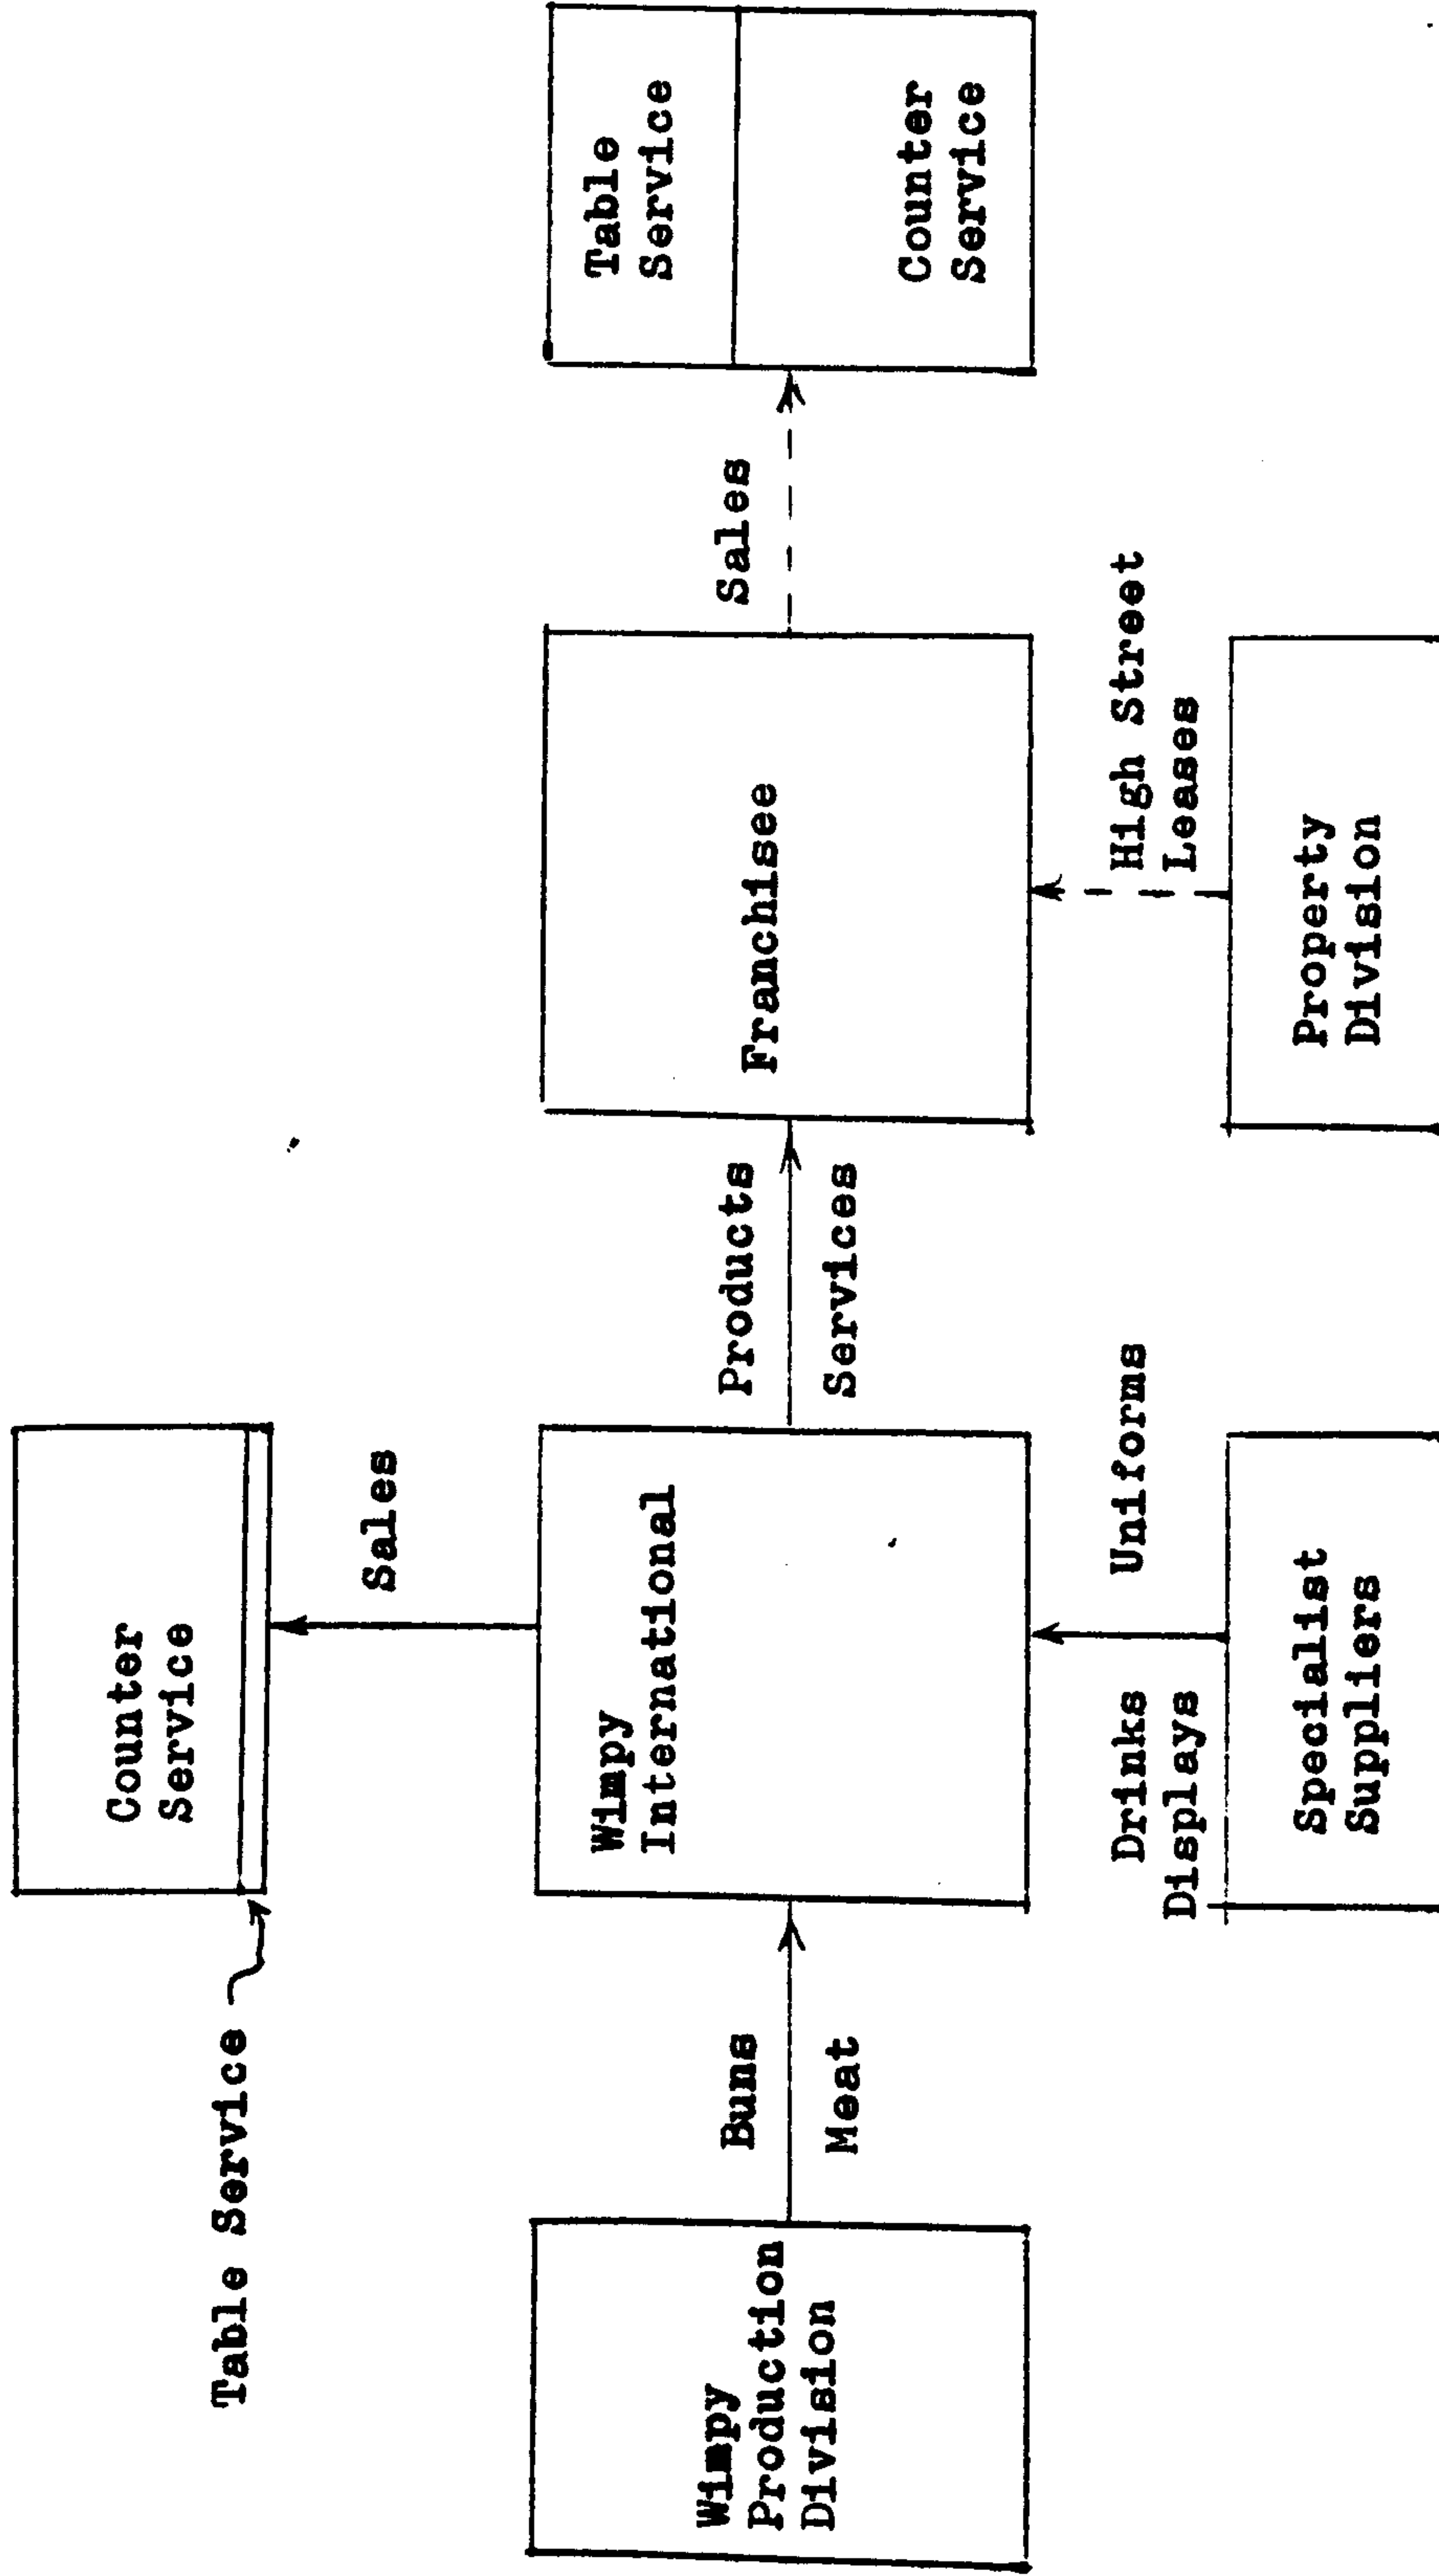 Counter
Service
Table Service
Sales
Wimpy
Production
Division
Buns
Meat
Wimpy
International
Products
Services
Franchisee
Sales
Table
Service
Counter
Service
Drinks
Displays
Uniforms
High Street
Leases
Specialist
Suppliers
Property
Division